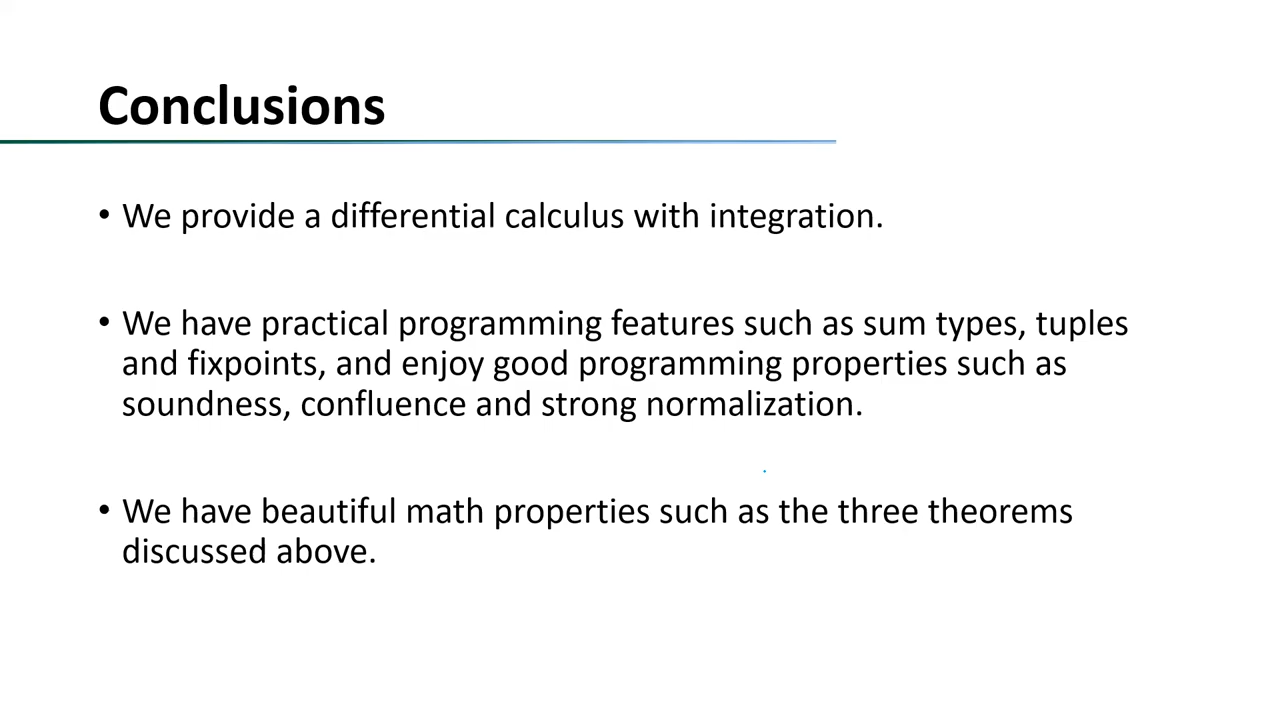 Conclusions
• We provide a differential calculus with integration.
• We have practical programming features such as sum types, tuples
and fixpoints, and enjoy good programming properties such as
soundness, confluence and strong normalization.
• We have beautiful math properties such as the three theorems
discussed above.